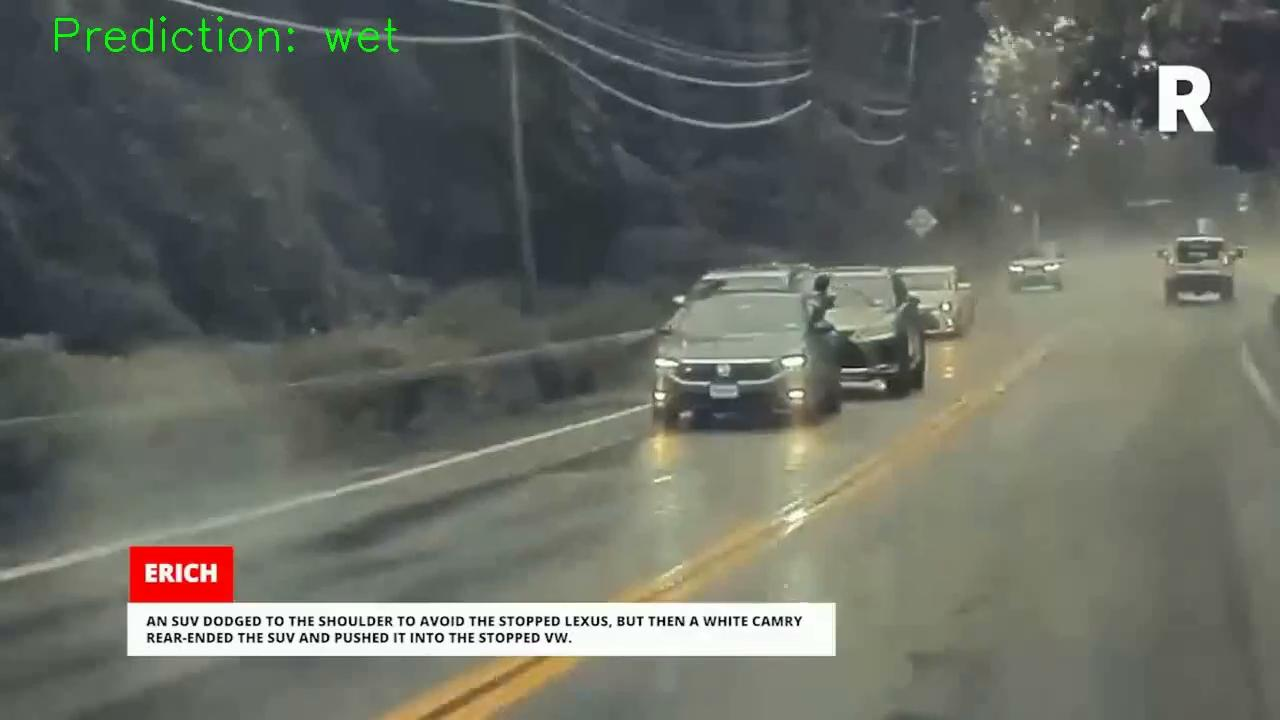 Prediction: wet
R
ERICH
AN SUV DODGED TO THE SHOULDER TO AVOID THE STOPPED LEXUS, BUT THEN A WHITE CAMRY
REAR-ENDED THE SUV AND PUSHED IT INTO THE STOPPED VW.